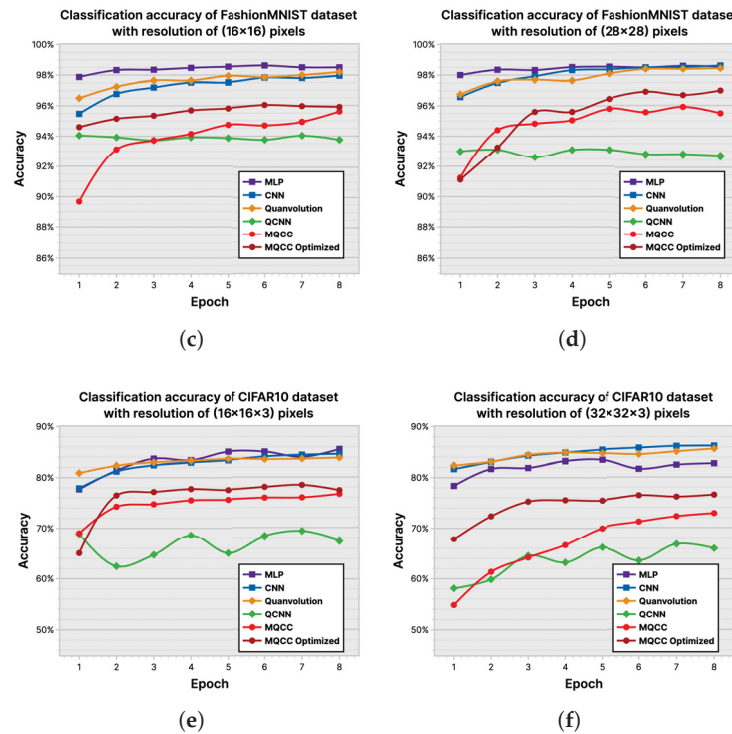 Classification accuracy of FashionMNIST dataset
with resolution of (16×16) pixels
100%
98%
96%
94%
92%
90%
88%
86%
Accuracy
MLP
CNN
Quanvolution
QCNN
MQCC
MQCC Optimized
1 2 3 4 5 6 7 8
Epoch
(c)
Classification accuracy of FashionMNIST dataset
with resolution of (28×28) pixels
100%
98%
96%
94%
92%
90%
88%
86%
Accuracy
MLP
CNN
Quanvolution
QCNN
MQCC
MQCC Optimized
1 2 3 4 5 6 7 8
Epoch
(d)
Classification accuracy of CIFAR10 dataset
with resolution of (16×16×3) pixels
90%
80%
70%
60%
50%
Accuracy
MLP
CNN
Quanvolution
QCNN
MQCC
MQCC Optimized
1 2 3 4 5 6 7 8
Epoch
(e)
Classification accuracy of CIFAR10 dataset
with resolution of (32×32×3) pixels
90%
80%
70%
60%
50%
Accuracy
MLP
CNN
Quanvolution
QCNN
MQCC
MQCC Optimized
1 2 3 4 5 6 7 8
Epoch
(f)